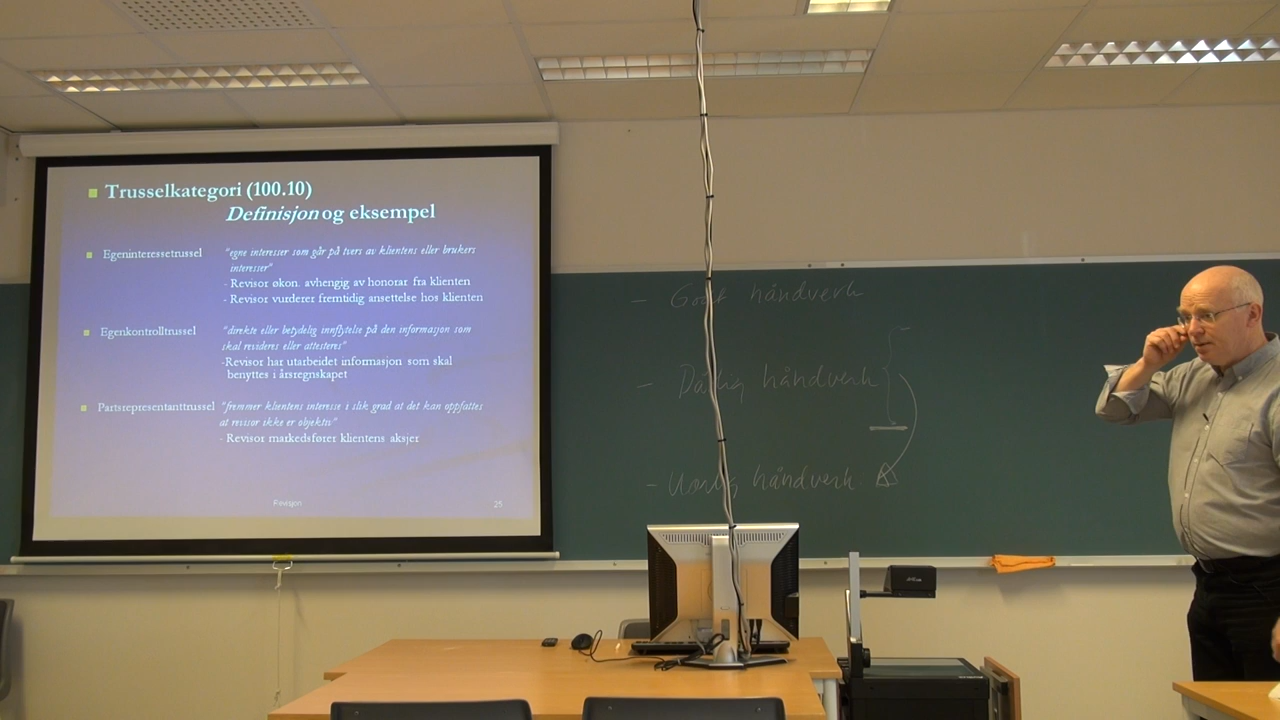 Trusselkategori (100.10)
Definisjon og eksempel
Egeninteressetrussel "egne interesser som går på tvers av klientens eller brukers
interesser"
- Revisor økon. avhengig av honorar fra klienten
- Revisor vurderer fremtidig ansettelse hos klienten
Egenkontrolltrussel "direkte eller betydelig innflytelse på den informasjon som
skal revideres eller attesteres"
-Revisor har utarbeidet informasjon som skal
benyttes i årsregnskapet
Partsrepresentanttrussel "fremmer klientens interesse i slik grad at det kan oppfattes
at revisor ikke er objektiv"
- Revisor markedsfører klientens aksjer
Revisjon 25
- Godt håndverk
- Dårlig håndverk
- Uærlig håndverk